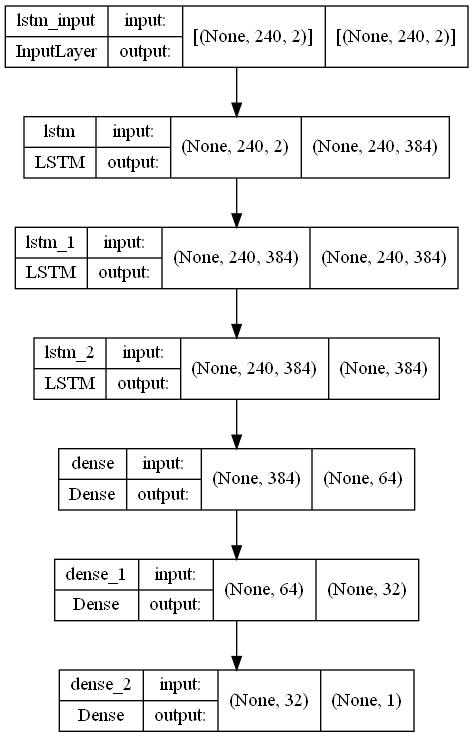 lstm_input input: [(None, 240, 2)] [(None, 240, 2)]
InputLayer output:
lstm input: (None, 240, 2) (None, 240, 384)
LSTM output:
lstm_1 input: (None, 240, 384) (None, 240, 384)
LSTM output:
lstm_2 input: (None, 240, 384) (None, 384)
LSTM output:
dense input: (None, 384) (None, 64)
Dense output:
dense_1 input: (None, 64) (None, 32)
Dense output:
dense_2 input: (None, 32) (None, 1)
Dense output: